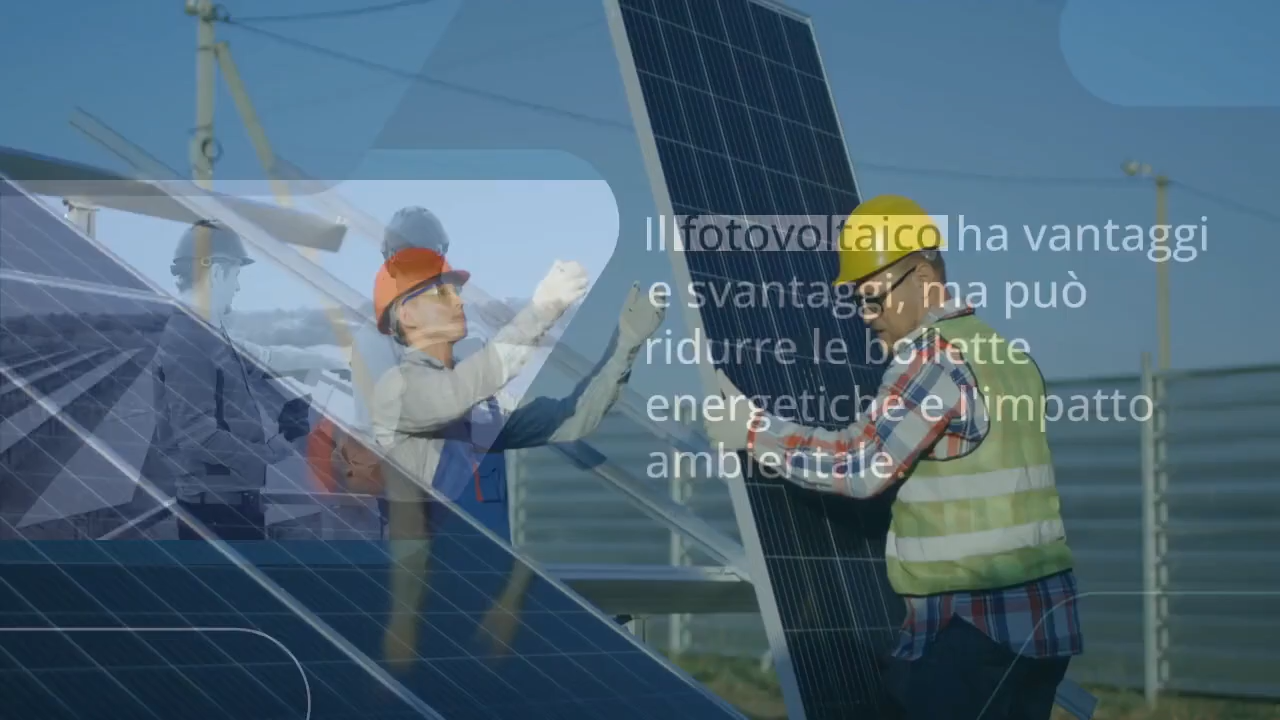 Il fotovoltaico ha vantaggi
e svantaggi, ma può
ridurre le bollette
energetiche e l'impatto
ambientale